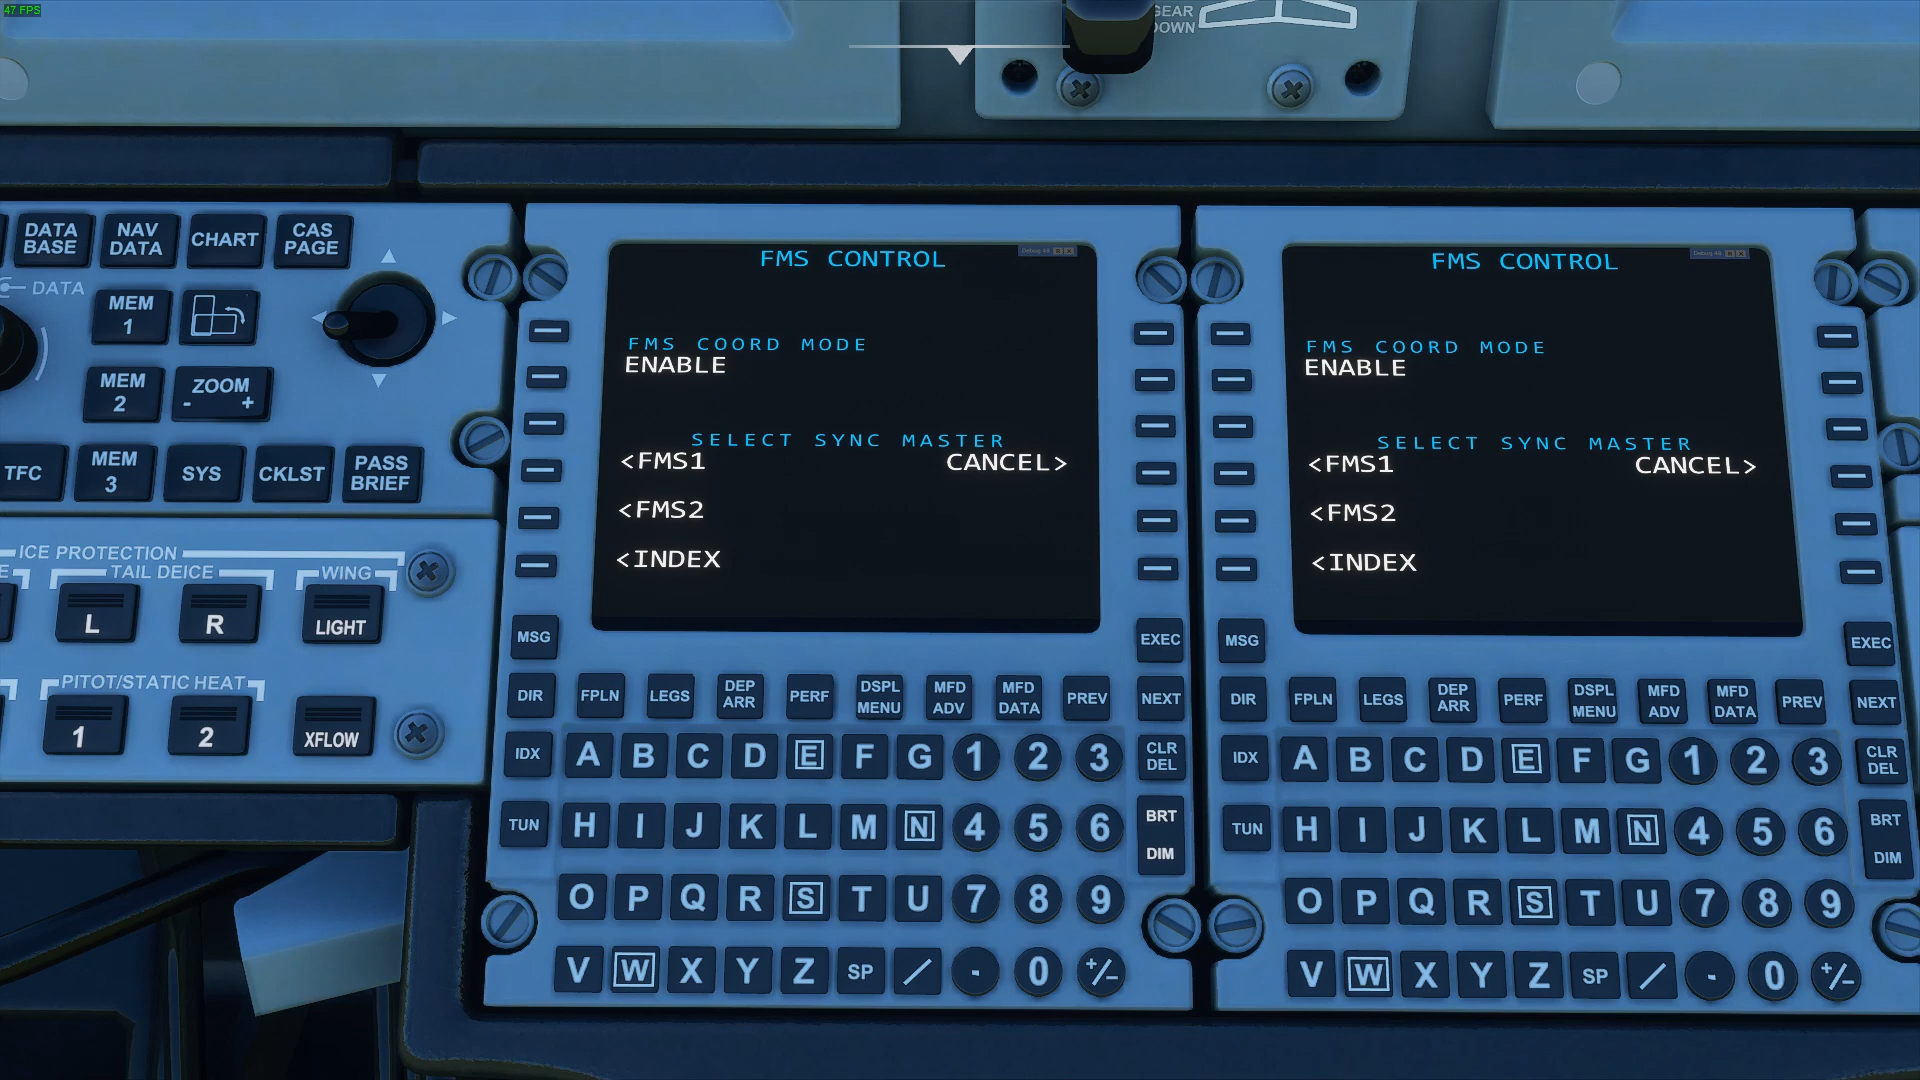 47 FPS
GEAR
DOWN
DATA
BASE
NAV
DATA
CHART
CAS
PAGE
DATA
MEM
1
MEM
2
ZOOM
- +
TFC
MEM
3
SYS
CKLST
PASS
BRIEF
ICE PROTECTION
TAIL DEICE
WING
L
R
LIGHT
PITOT/STATIC HEAT
1
2
XFLOW
FMS CONTROL
FMS COORD MODE
ENABLE
SELECT SYNC MASTER
<FMS1 CANCEL>
<FMS2
<INDEX
MSG
EXEC
DIR
FPLN
LEGS
DEP
ARR
PERF
DSPL
MENU
MFD
ADV
MFD
DATA
PREV
NEXT
IDX
A B C D E F G 1 2 3
CLR
DEL
TUN
H I J K L M N 4 5 6
BRT
DIM
O P Q R S T U 7 8 9
V W X Y Z SP / . 0 +/-
FMS CONTROL
FMS COORD MODE
ENABLE
SELECT SYNC MASTER
<FMS1 CANCEL>
<FMS2
<INDEX
MSG
EXEC
DIR
FPLN
LEGS
DEP
ARR
PERF
DSPL
MENU
MFD
ADV
MFD
DATA
PREV
NEXT
IDX
A B C D E F G 1 2 3
CLR
DEL
TUN
H I J K L M N 4 5 6
BRT
DIM
O P Q R S T U 7 8 9
V W X Y Z SP / . 0 +/-